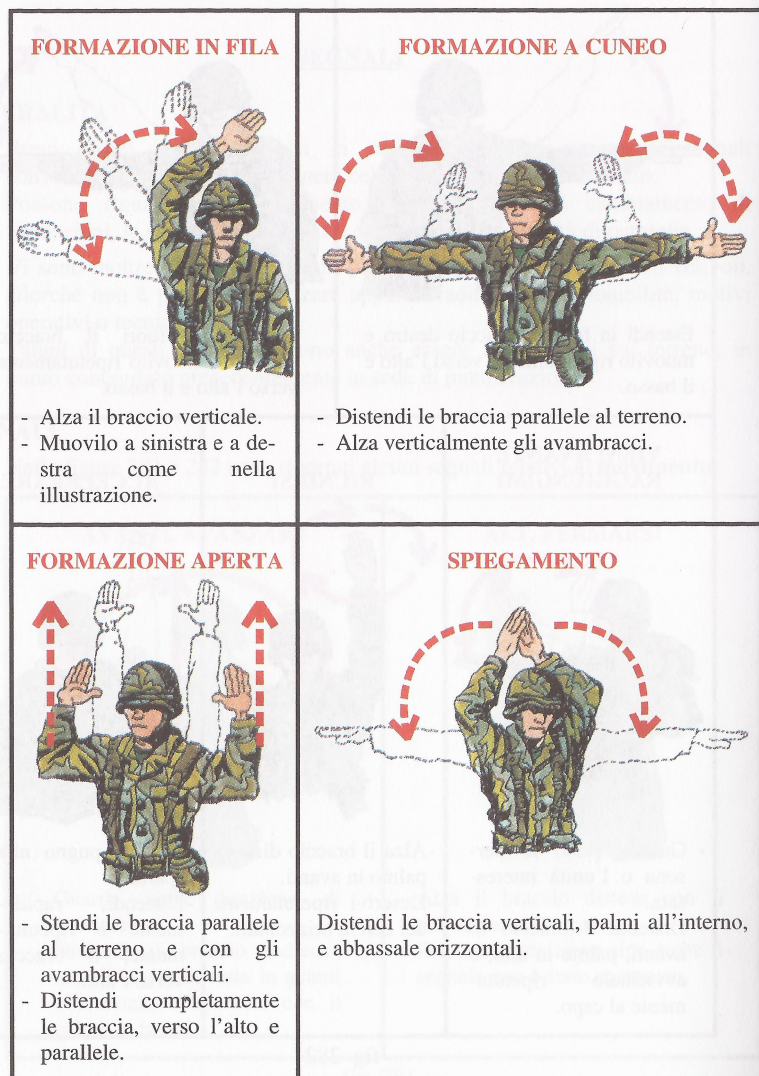 FORMAZIONE IN FILA
- Alza il braccio verticale.
- Muovilo a sinistra e a de-
stra come nella
illustrazione.
FORMAZIONE A CUNEO
- Distendi le braccia parallele al terreno.
- Alza verticalmente gli avambracci.
FORMAZIONE APERTA
- Stendi le braccia parallele
al terreno e con gli
avambracci verticali.
- Distendi completamente
le braccia, verso l'alto e
parallele.
SPIEGAMENTO
Distendi le braccia verticali, palmi all'interno,
e abbassale orizzontali.